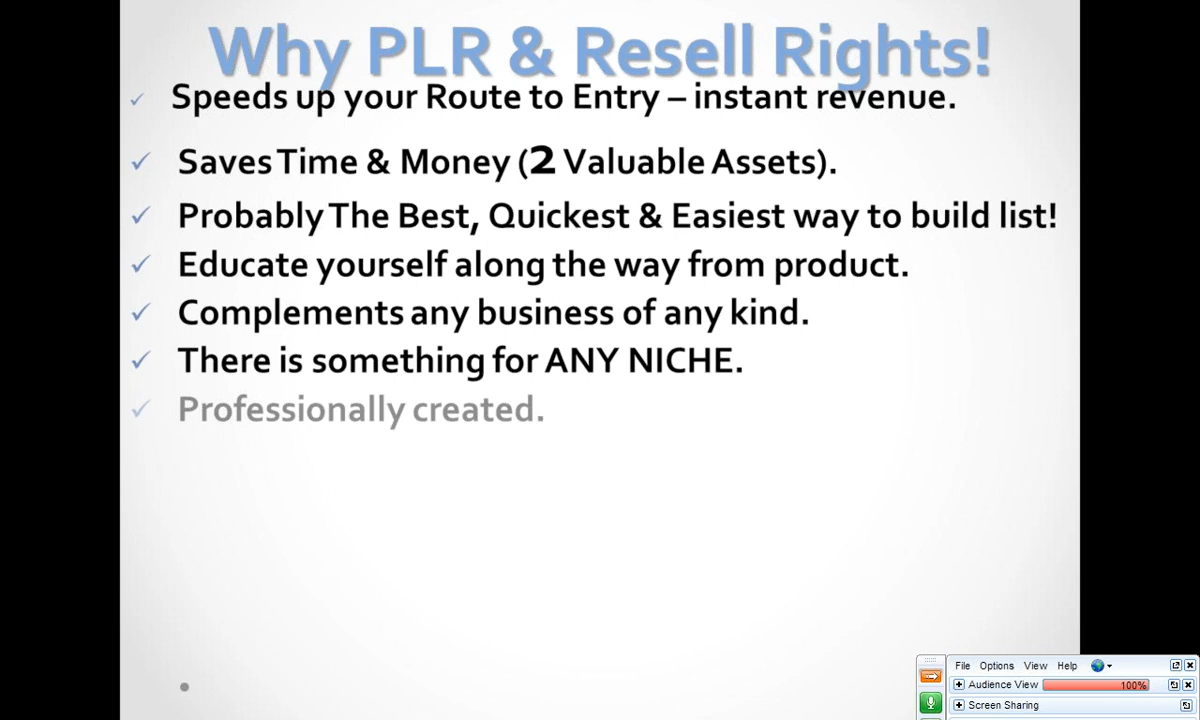 Why PLR & Resell Rights!
Speeds up your Route to Entry – instant revenue.
Saves Time & Money (2 Valuable Assets).
Probably The Best, Quickest & Easiest way to build list!
Educate yourself along the way from product.
Complements any business of any kind.
There is something for ANY NICHE.
Professionally created.
File Options View Help
Audience View 100%
Screen Sharing